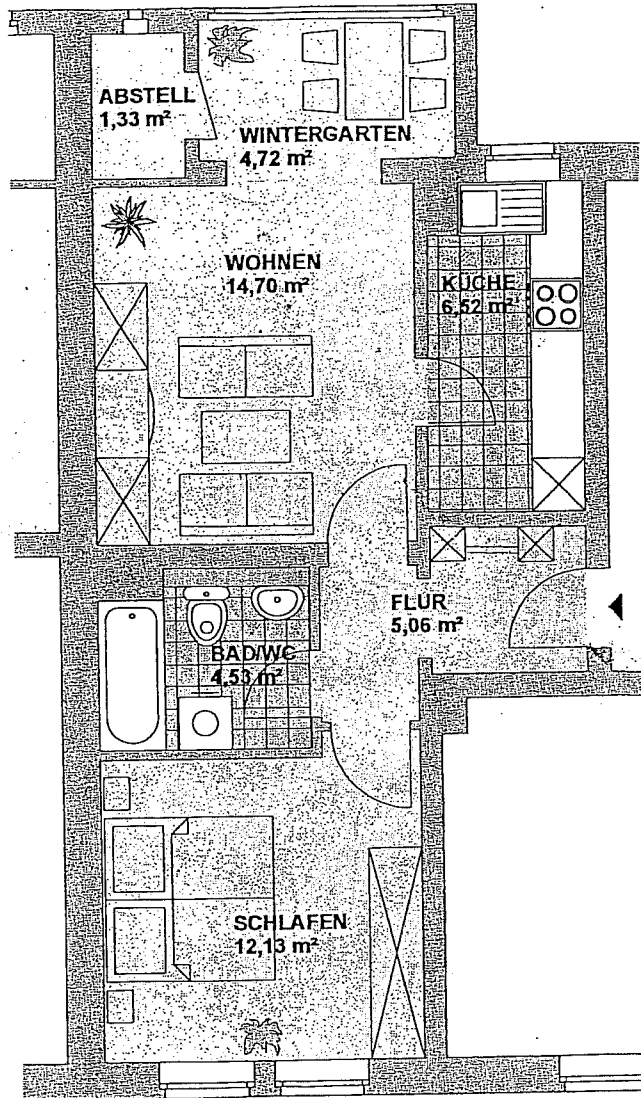 ABSTELL
1,33 m²
WINTERGARTEN
4,72 m²
WOHNEN
14,70 m²
KÜCHE
6,52 m²
FLUR
5,06 m²
BAD/WC
4,53 m²
SCHLAFEN
12,13 m²